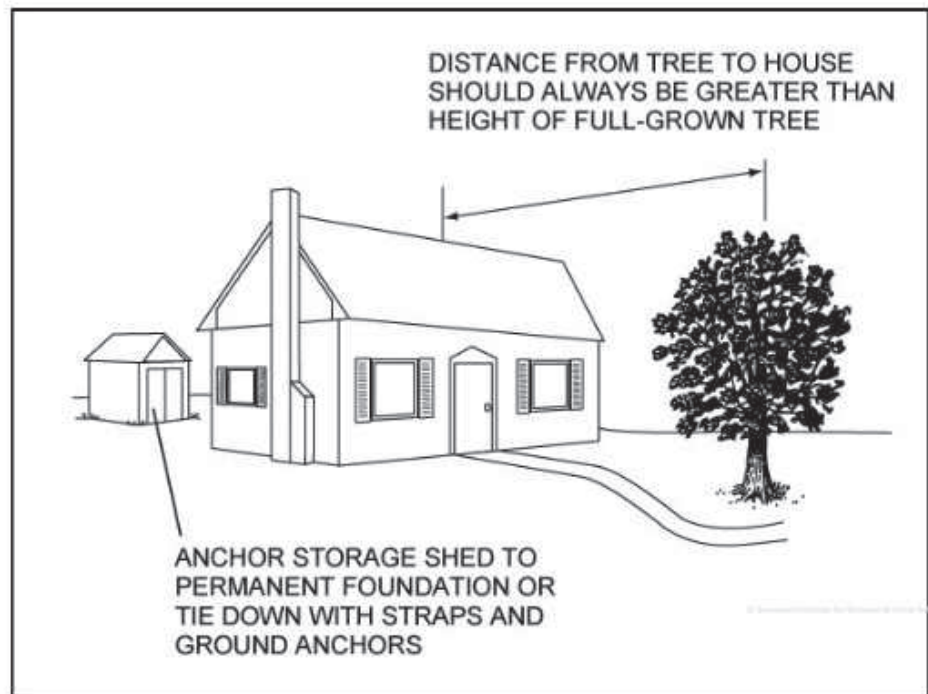 DISTANCE FROM TREE TO HOUSE
SHOULD ALWAYS BE GREATER THAN
HEIGHT OF FULL-GROWN TREE
ANCHOR STORAGE SHED TO
PERMANENT FOUNDATION OR
TIE DOWN WITH STRAPS AND
GROUND ANCHORS